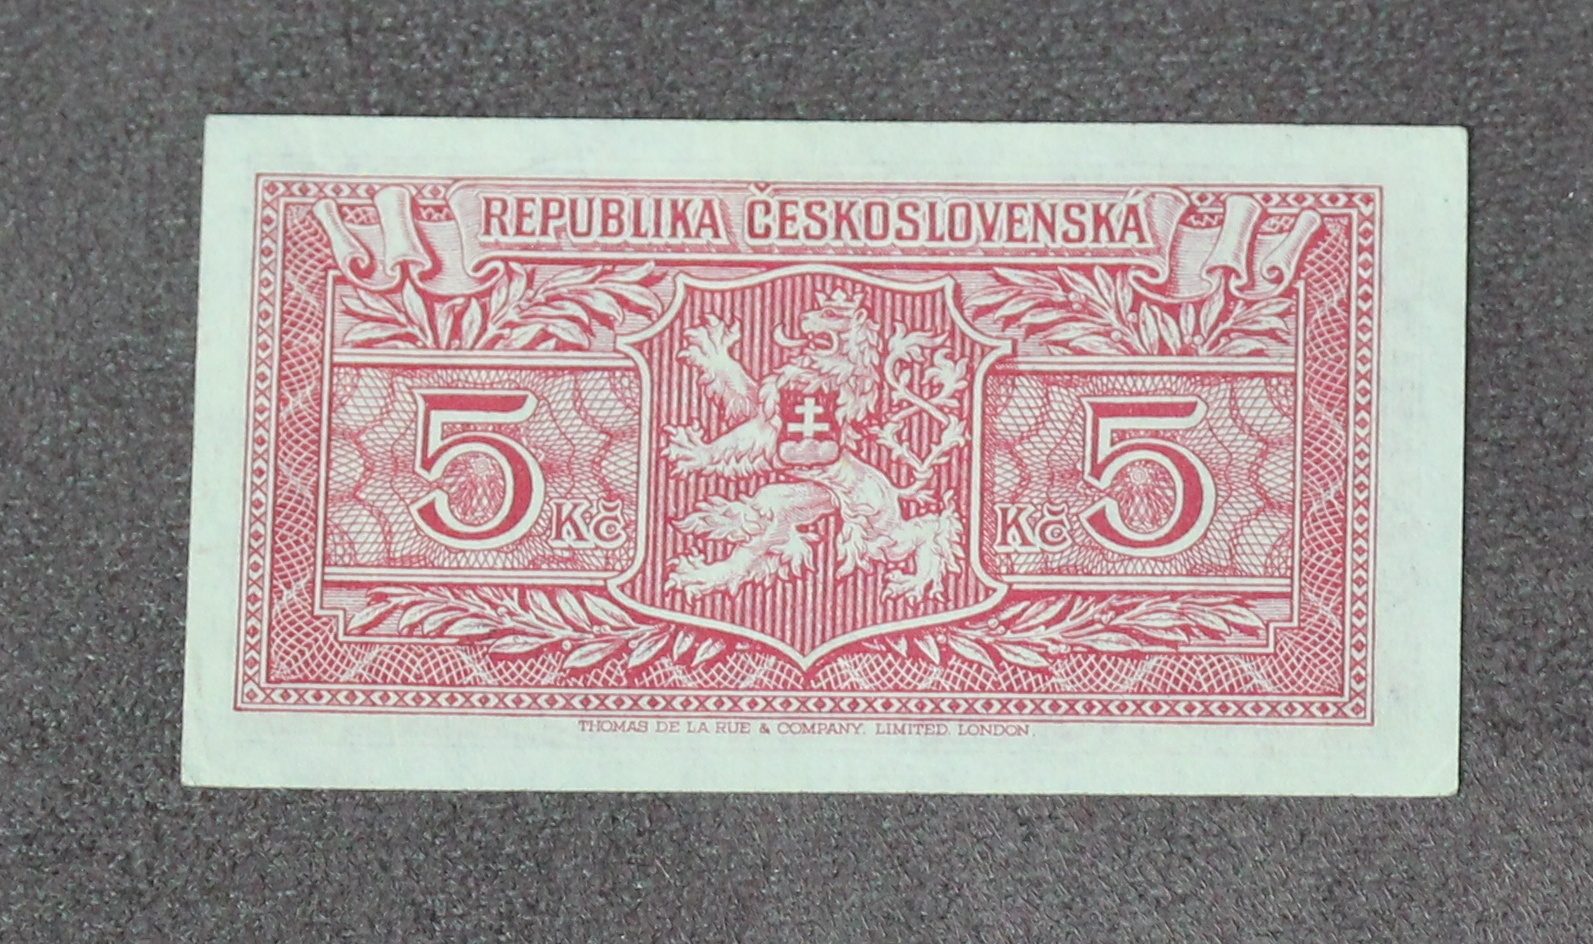 REPUBLIKA ČESKOSLOVENSKÁ
5 Kč
Kč 5
THOMAS DE LA RUE & COMPANY. LIMITED. LONDON.